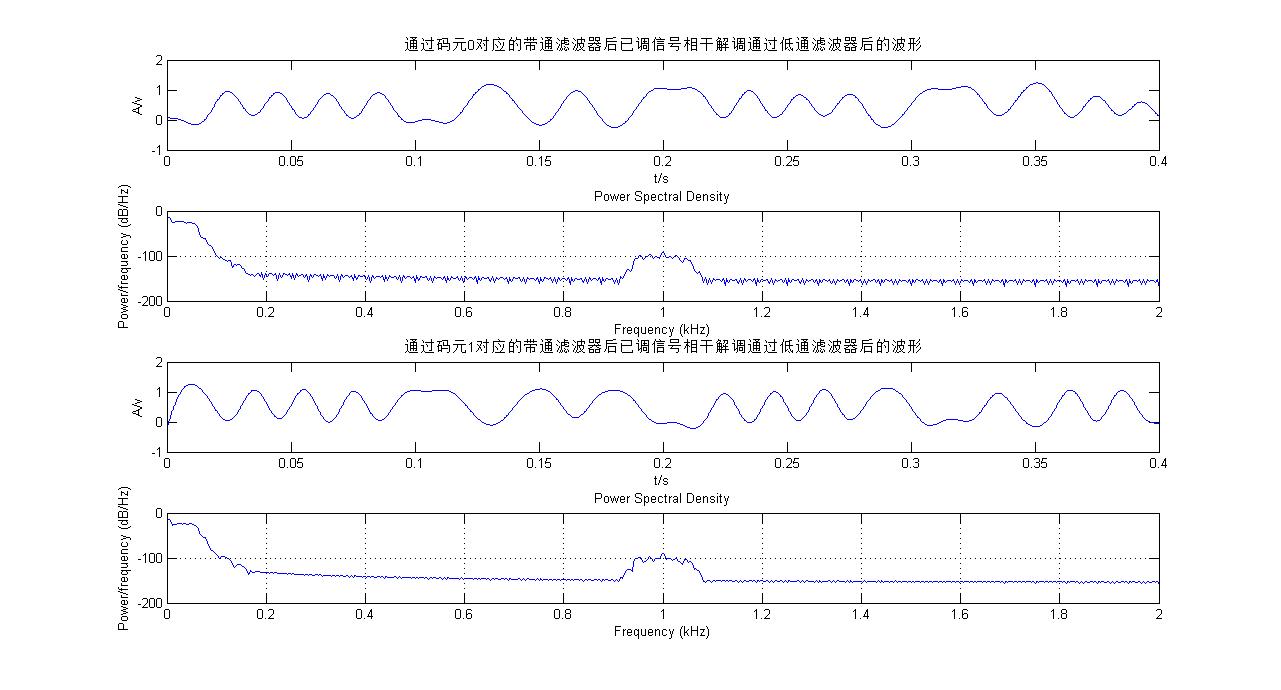 通过码元0对应的带通滤波器后已调信号相干解调通过低通滤波器后的波形
A/v
2
1
0
-1
0 0.05 0.1 0.15 0.2 0.25 0.3 0.35 0.4
t/s
Power Spectral Density
Power/frequency (dB/Hz)
0
-100
-200
0 0.2 0.4 0.6 0.8 1 1.2 1.4 1.6 1.8 2
Frequency (kHz)
通过码元1对应的带通滤波器后已调信号相干解调通过低通滤波器后的波形
A/v
2
1
0
-1
0 0.05 0.1 0.15 0.2 0.25 0.3 0.35 0.4
t/s
Power Spectral Density
Power/frequency (dB/Hz)
0
-100
-200
0 0.2 0.4 0.6 0.8 1 1.2 1.4 1.6 1.8 2
Frequency (kHz)